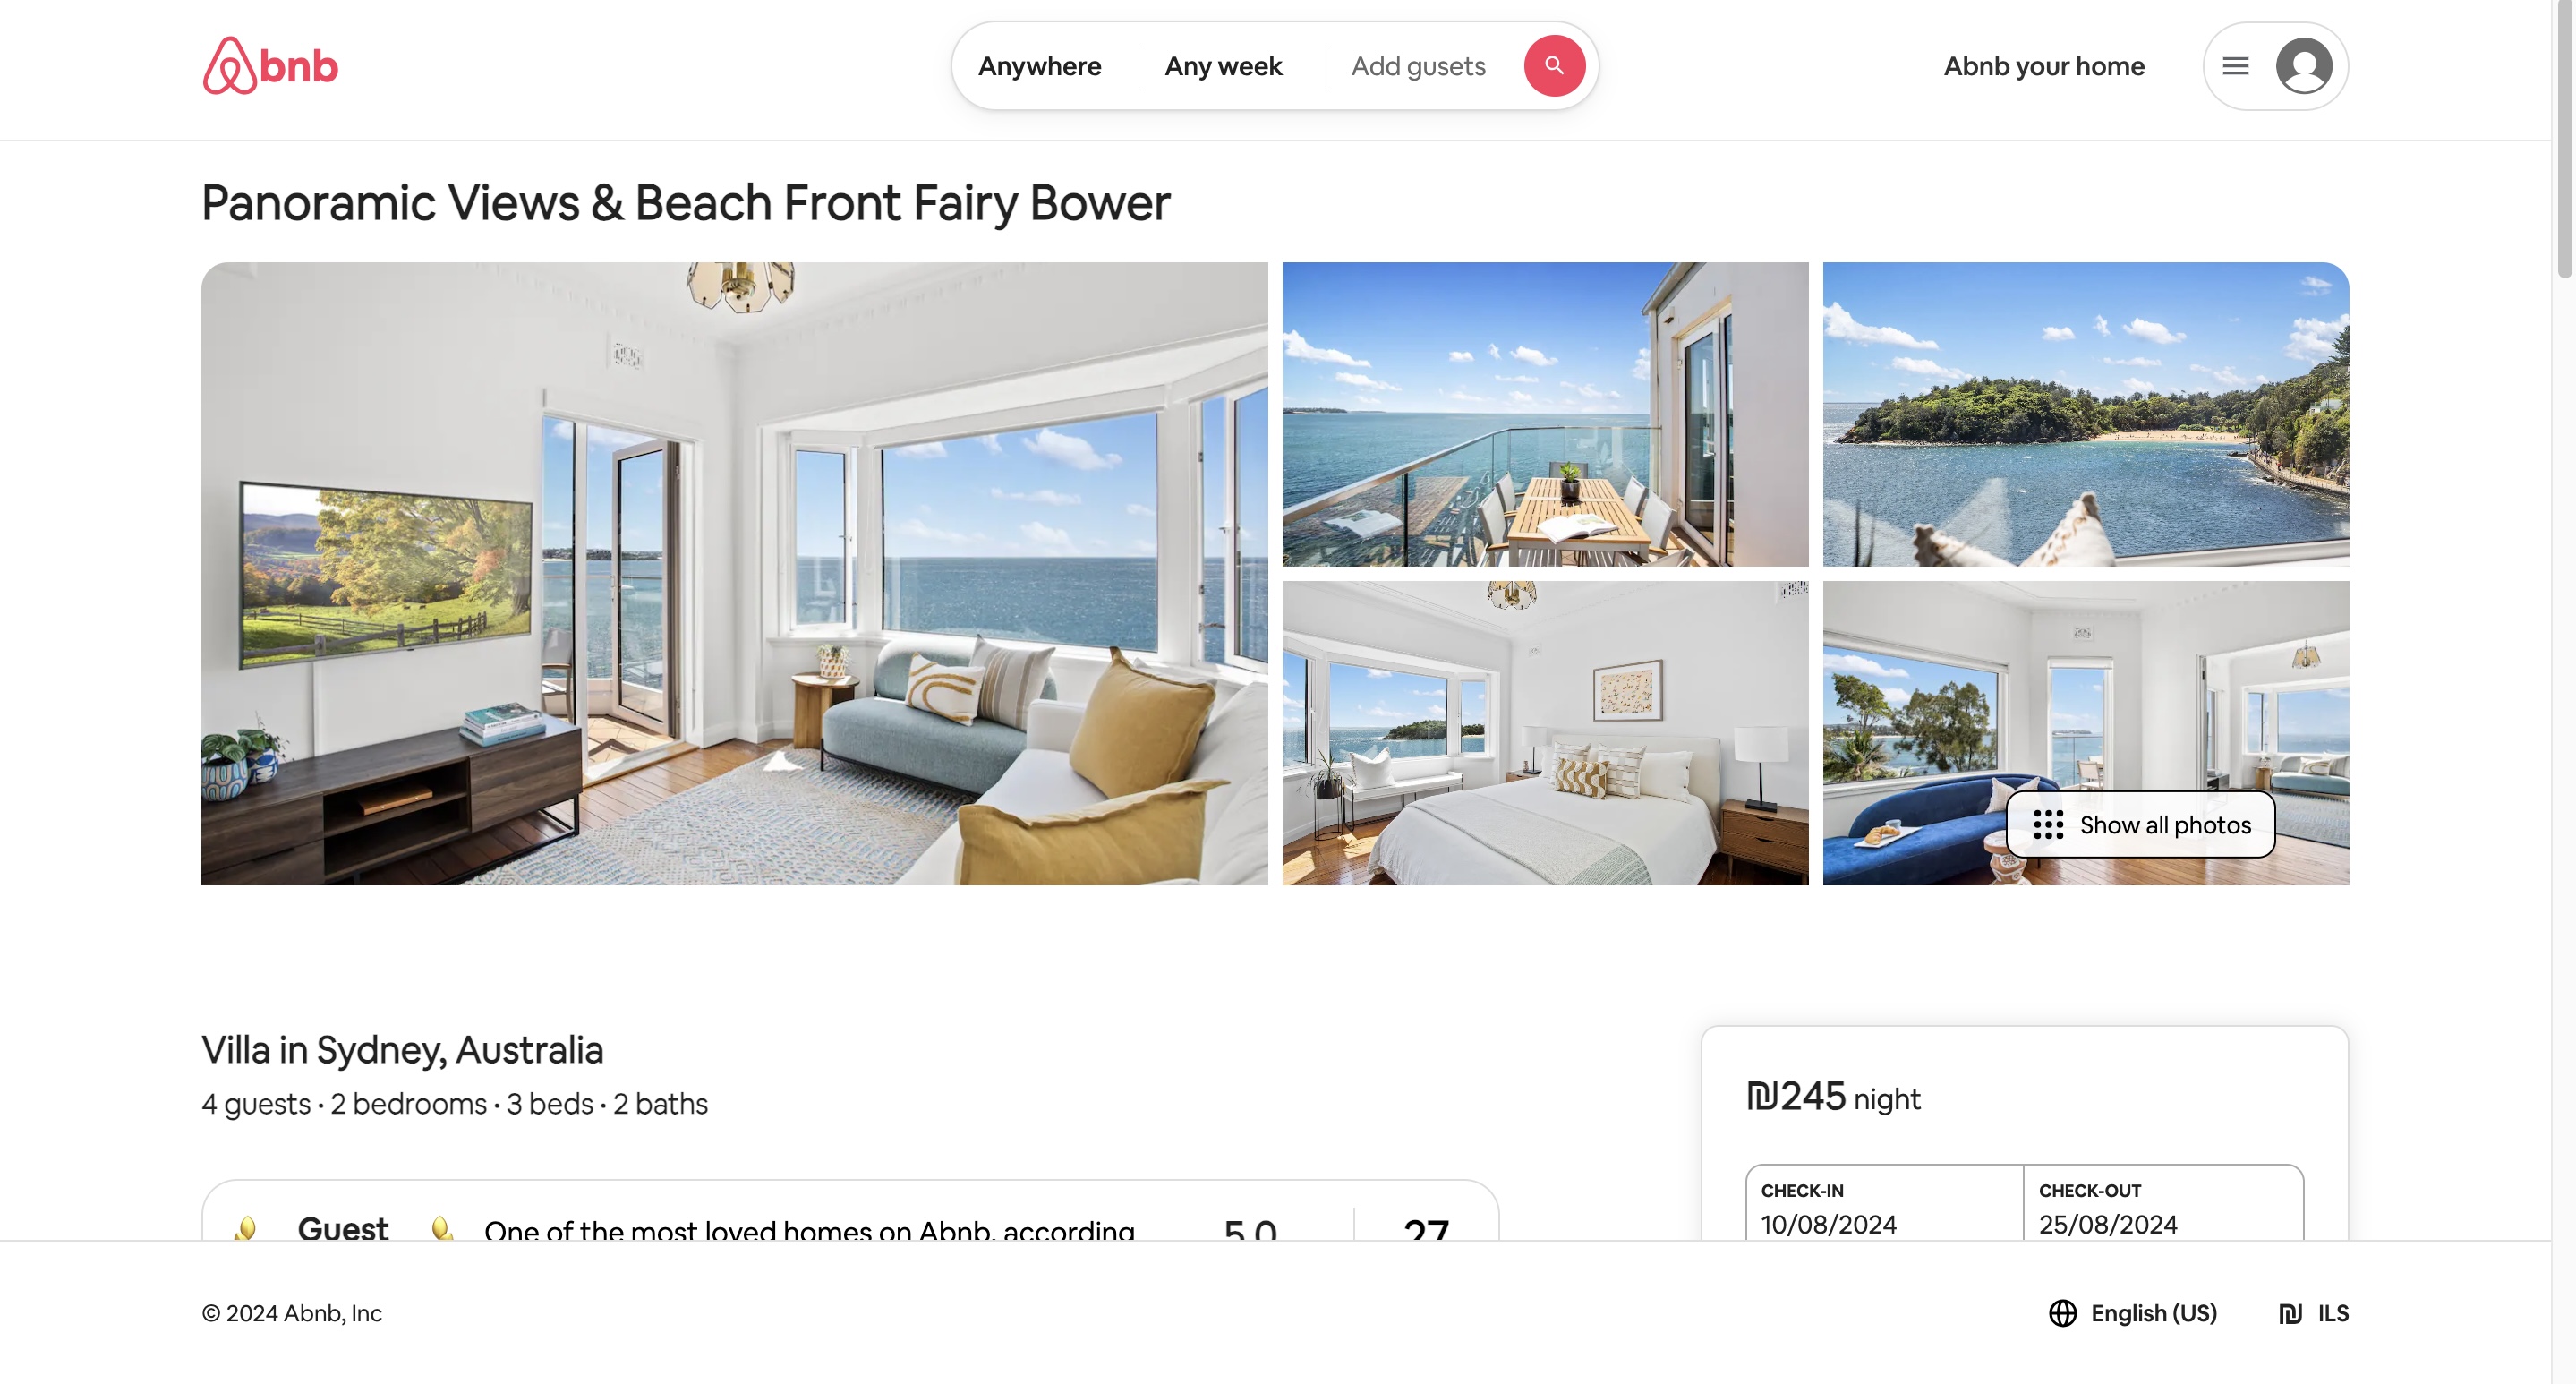 bnb
Anywhere
Any week
Add gusets
Abnb your home
Panoramic Views & Beach Front Fairy Bower
Show all photos
Villa in Sydney, Australia
4 guests · 2 bedrooms · 3 beds · 2 baths
₪245 night
CHECK-IN
10/08/2024
CHECK-OUT
25/08/2024
Guest
One of the most loved homes on Abnb, according
5.0
27
© 2024 Abnb, Inc
English (US)
₪ ILS